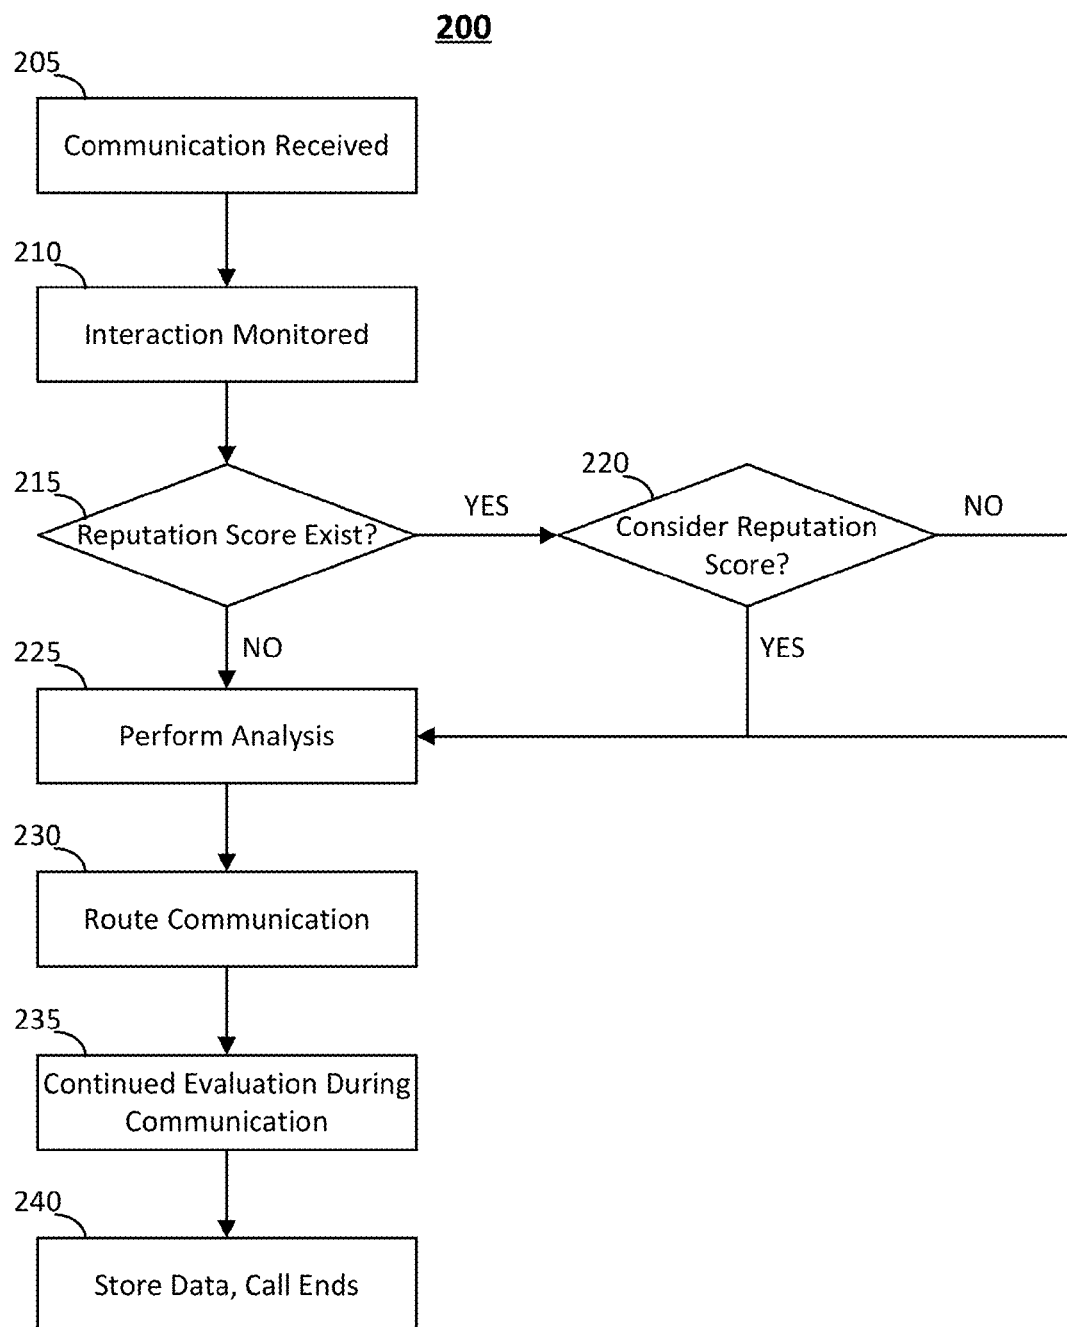 200
205
Communication Received
210
Interaction Monitored
215
Reputation Score Exist?
YES
220
Consider Reputation
Score?
NO
NO
YES
225
Perform Analysis
230
Route Communication
235
Continued Evaluation During
Communication
240
Store Data, Call Ends